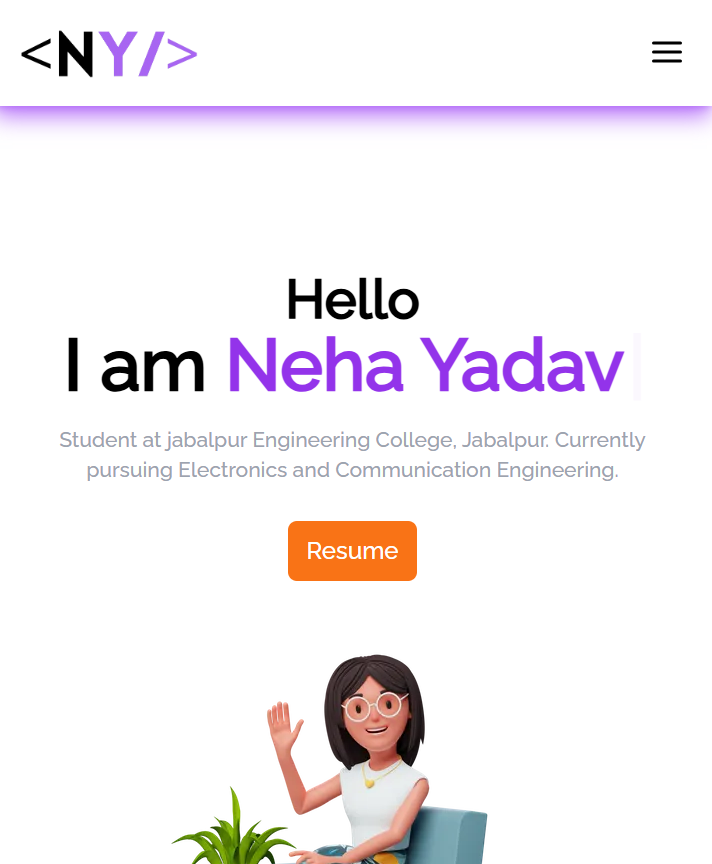 <NY/>
Hello
I am Neha Yadav
Student at jabalpur Engineering College, Jabalpur. Currently
pursuing Electronics and Communication Engineering.
Resume